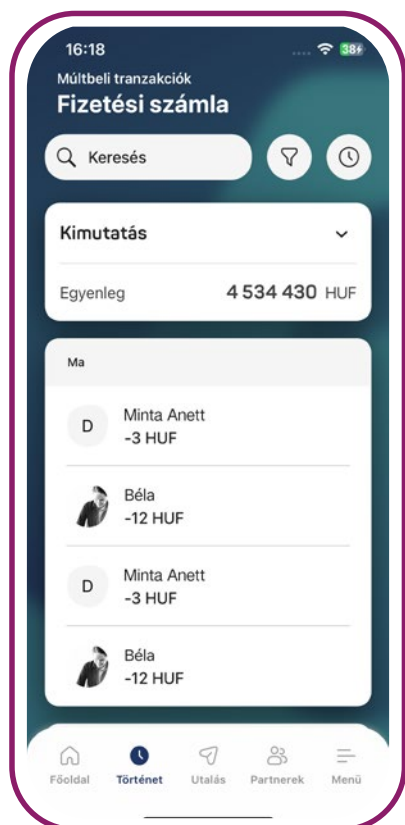 16:18
38
Múltbeli tranzakciók
Fizetési számla
Keresés
Kimutatás
Egyenleg 4 534 430 HUF
Ma
D
Minta Anett
-3 HUF
Béla
-12 HUF
D
Minta Anett
-3 HUF
Béla
-12 HUF
Főoldal Történet Utalás Partnerek Menü